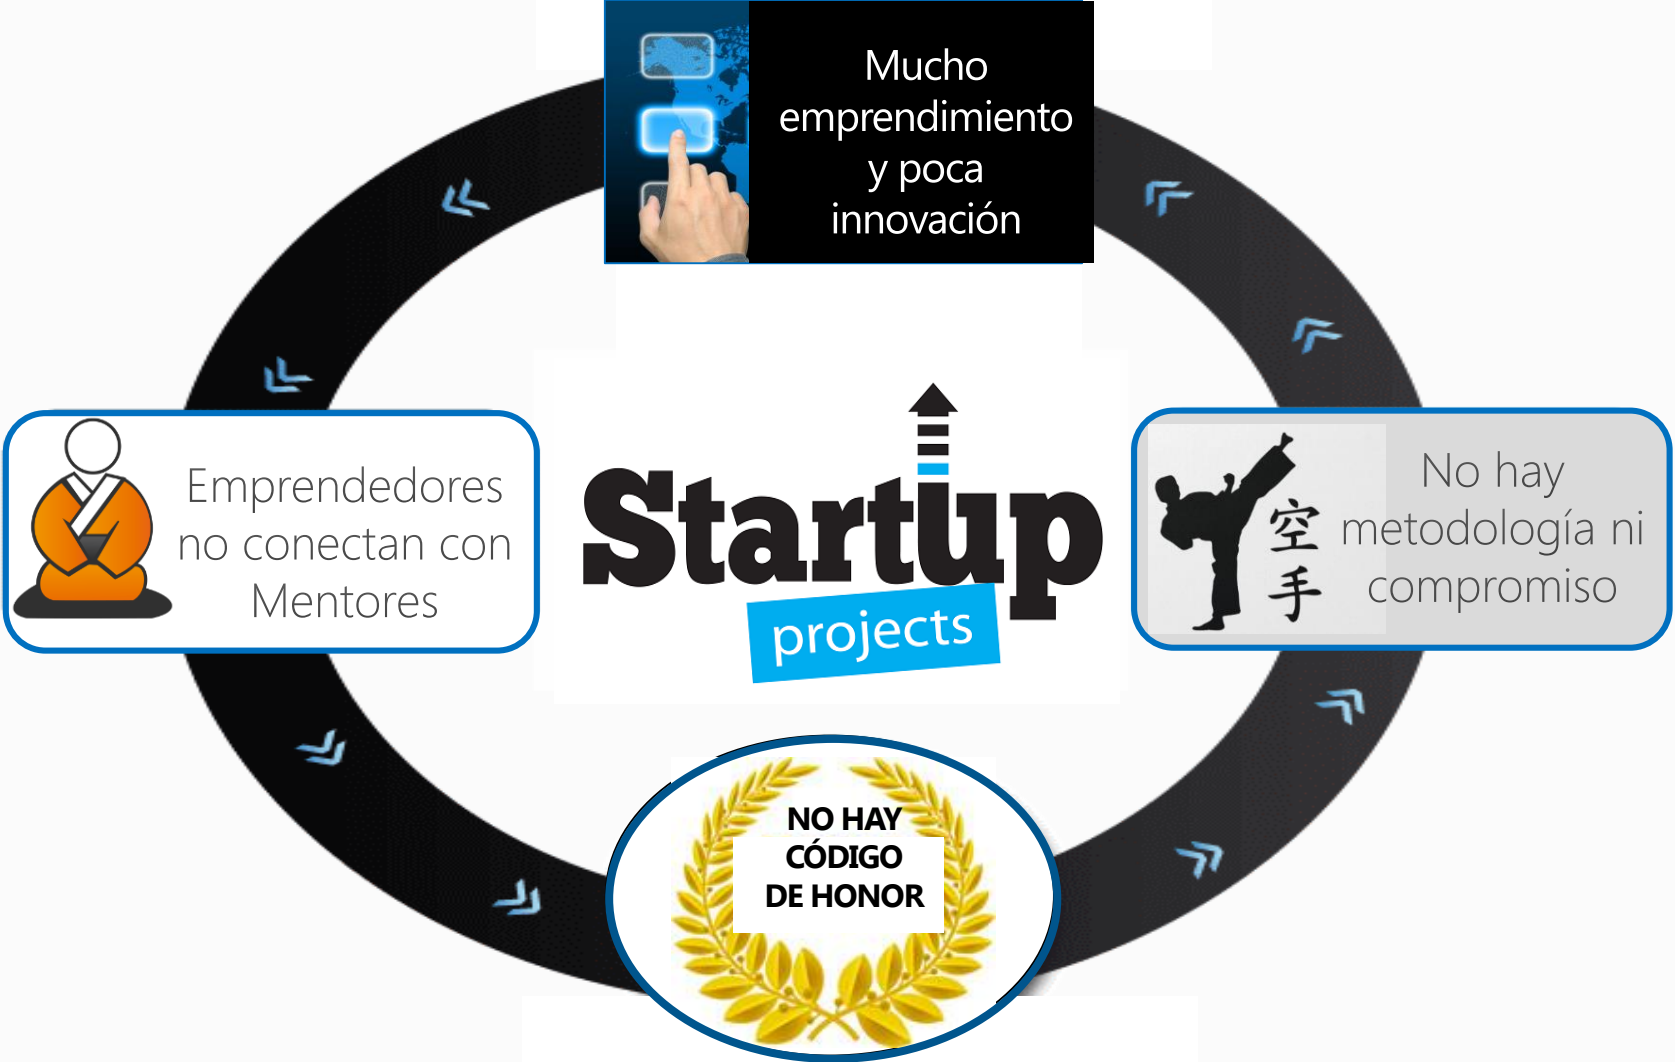 Mucho
emprendimiento
y poca
innovación
Emprendedores
no conectan con
Mentores
Startup
projects
No hay
metodología ni
compromiso
空
手
NO HAY
CÓDIGO
DE HONOR